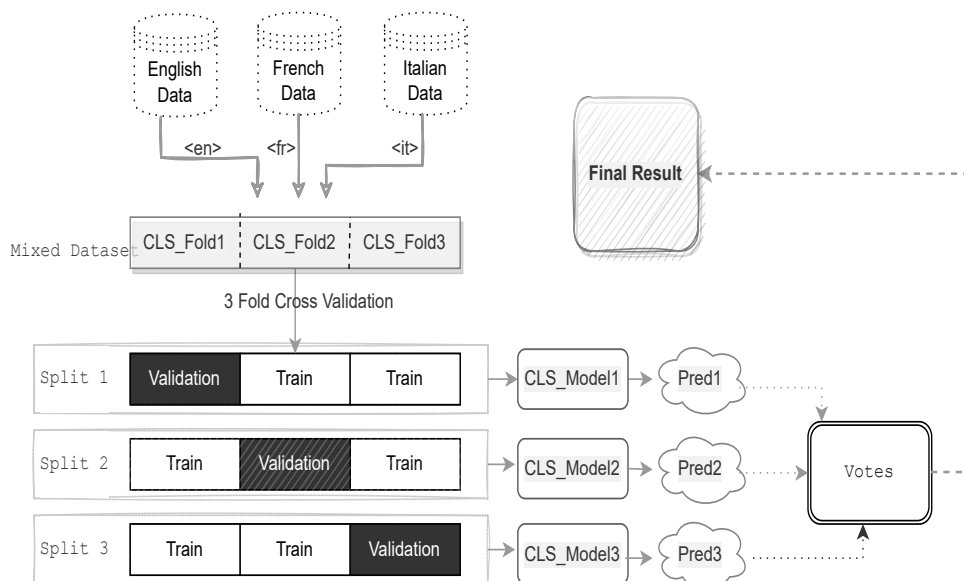 English
Data
French
Data
Italian
Data
<en>
<fr>
<it>
Final Result
Mixed Dataset
CLS_Fold1
CLS_Fold2
CLS_Fold3
3 Fold Cross Validation
Split 1
Validation
Train
Train
CLS_Model1
Pred1
Split 2
Train
Validation
Train
CLS_Model2
Pred2
Votes
Split 3
Train
Train
Validation
CLS_Model3
Pred3